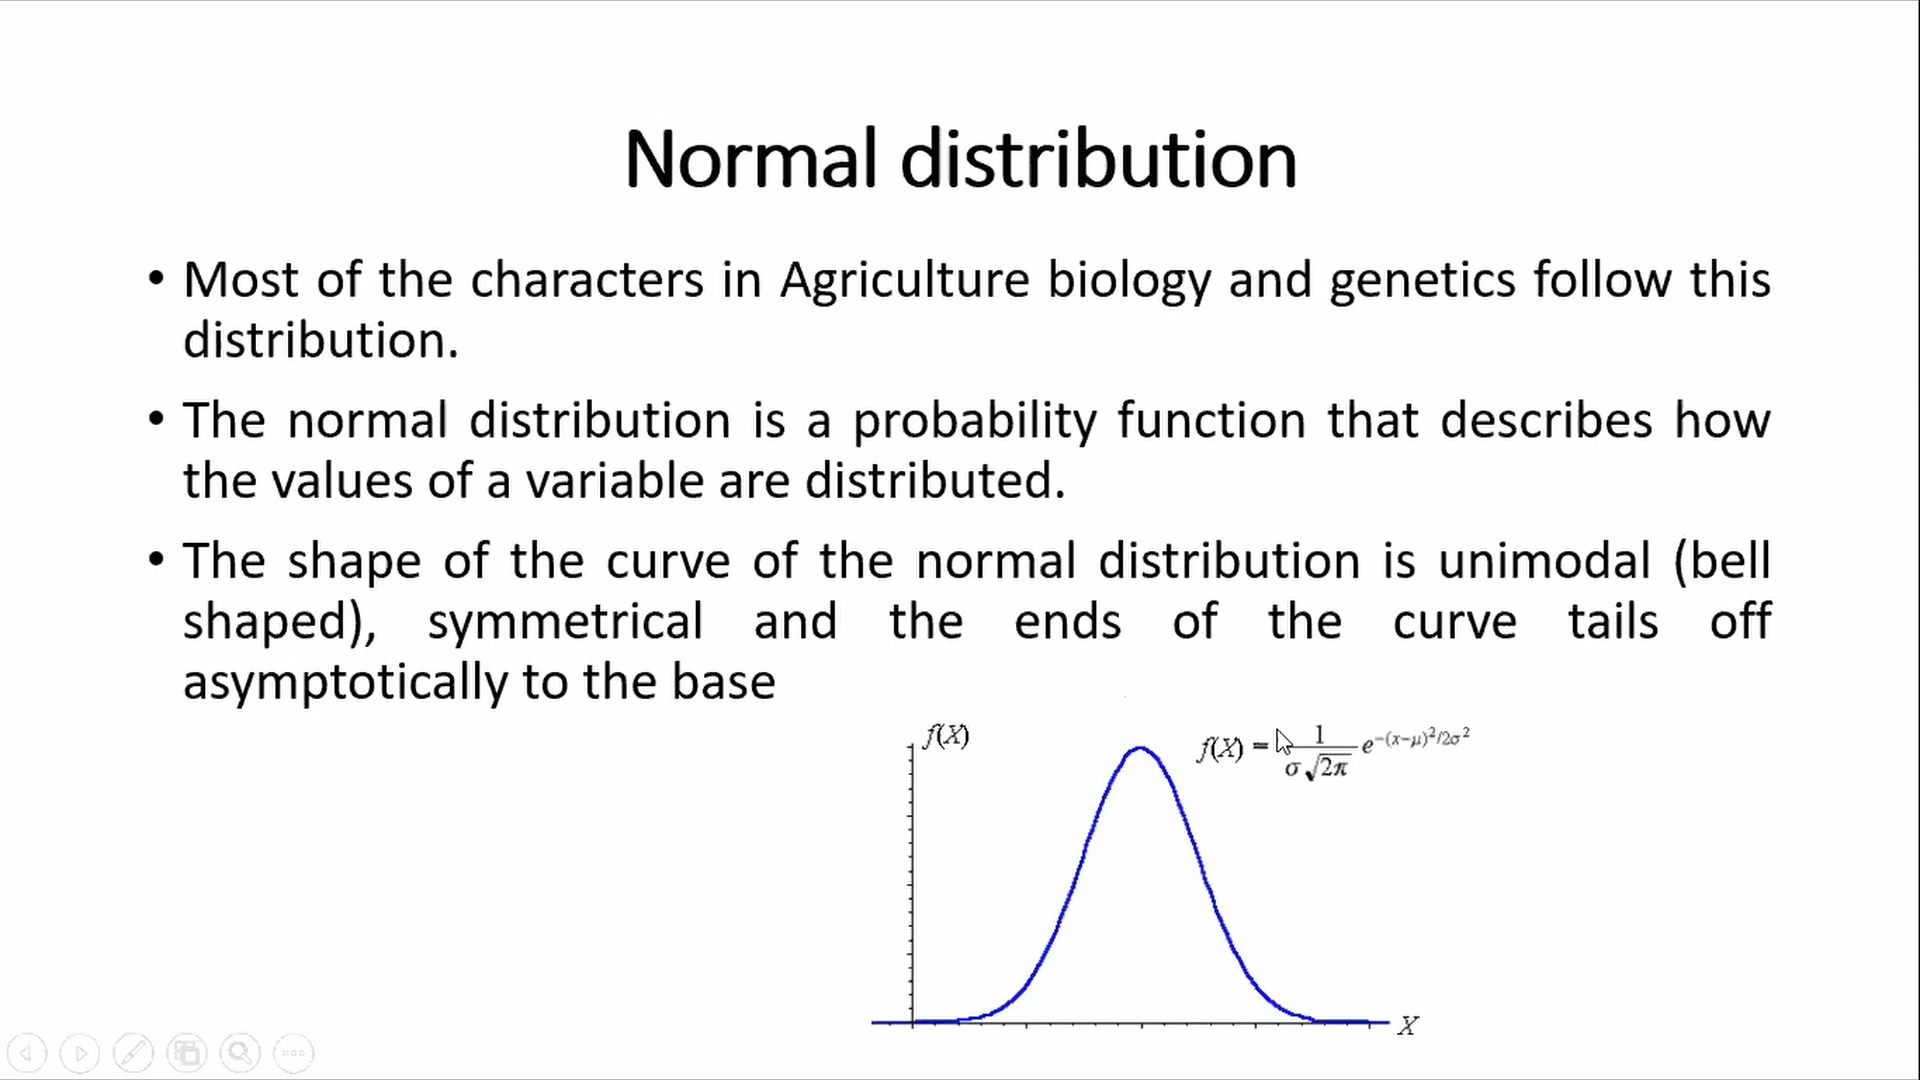 Normal distribution
• Most of the characters in Agriculture biology and genetics follow this
distribution.
• The normal distribution is a probability function that describes how
the values of a variable are distributed.
• The shape of the curve of the normal distribution is unimodal (bell
shaped), symmetrical and the ends of the curve tails off
asymptotically to the base
f(X)
f(X) = 1/(σ√2π) e^−(x−μ)²/2σ²
X